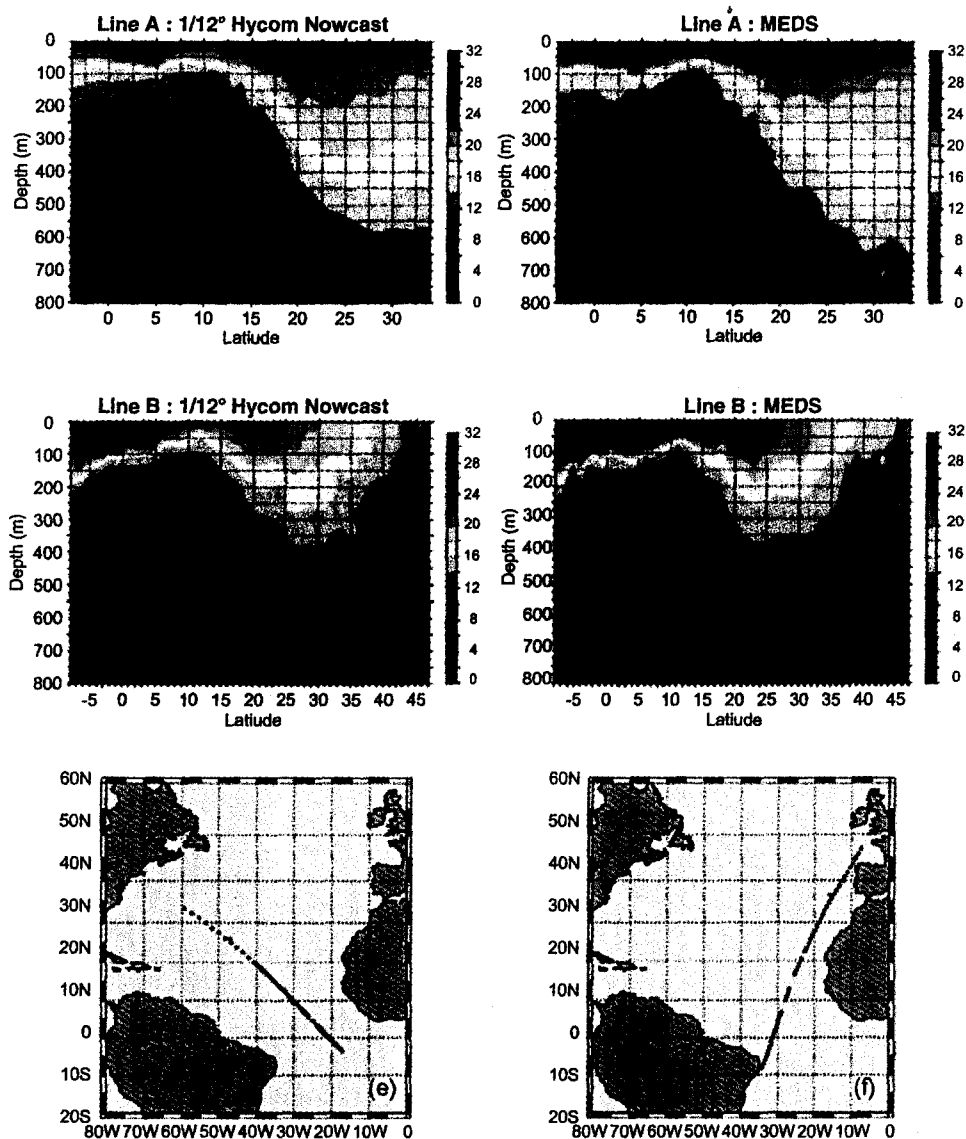 Line A : 1/12° Hycom Nowcast
0
100
200
300
400
500
600
700
800
Depth (m)
0 5 10 15 20 25 30
Latiude
32
28
24
20
16
12
8
4
0
Line A : MEDS
0
100
200
300
400
500
600
700
800
Depth (m)
0 5 10 15 20 25 30
Latiude
32
28
24
20
16
12
8
4
0
Line B : 1/12° Hycom Nowcast
0
100
200
300
400
500
600
700
800
Depth (m)
-5 0 5 10 15 20 25 30 35 40 45
Latiude
32
28
24
20
16
12
8
4
0
Line B : MEDS
0
100
200
300
400
500
600
700
800
Depth (m)
-5 0 5 10 15 20 25 30 35 40 45
Latiude
32
28
24
20
16
12
8
4
0
60N
50N
40N
30N
20N
10N
0
10S
20S
80W 70W 60W 50W 40W 30W 20W 10W 0
(e)
60N
50N
40N
30N
20N
10N
0
10S
20S
80W 70W 60W 50W 40W 30W 20W 10W 0
(f)